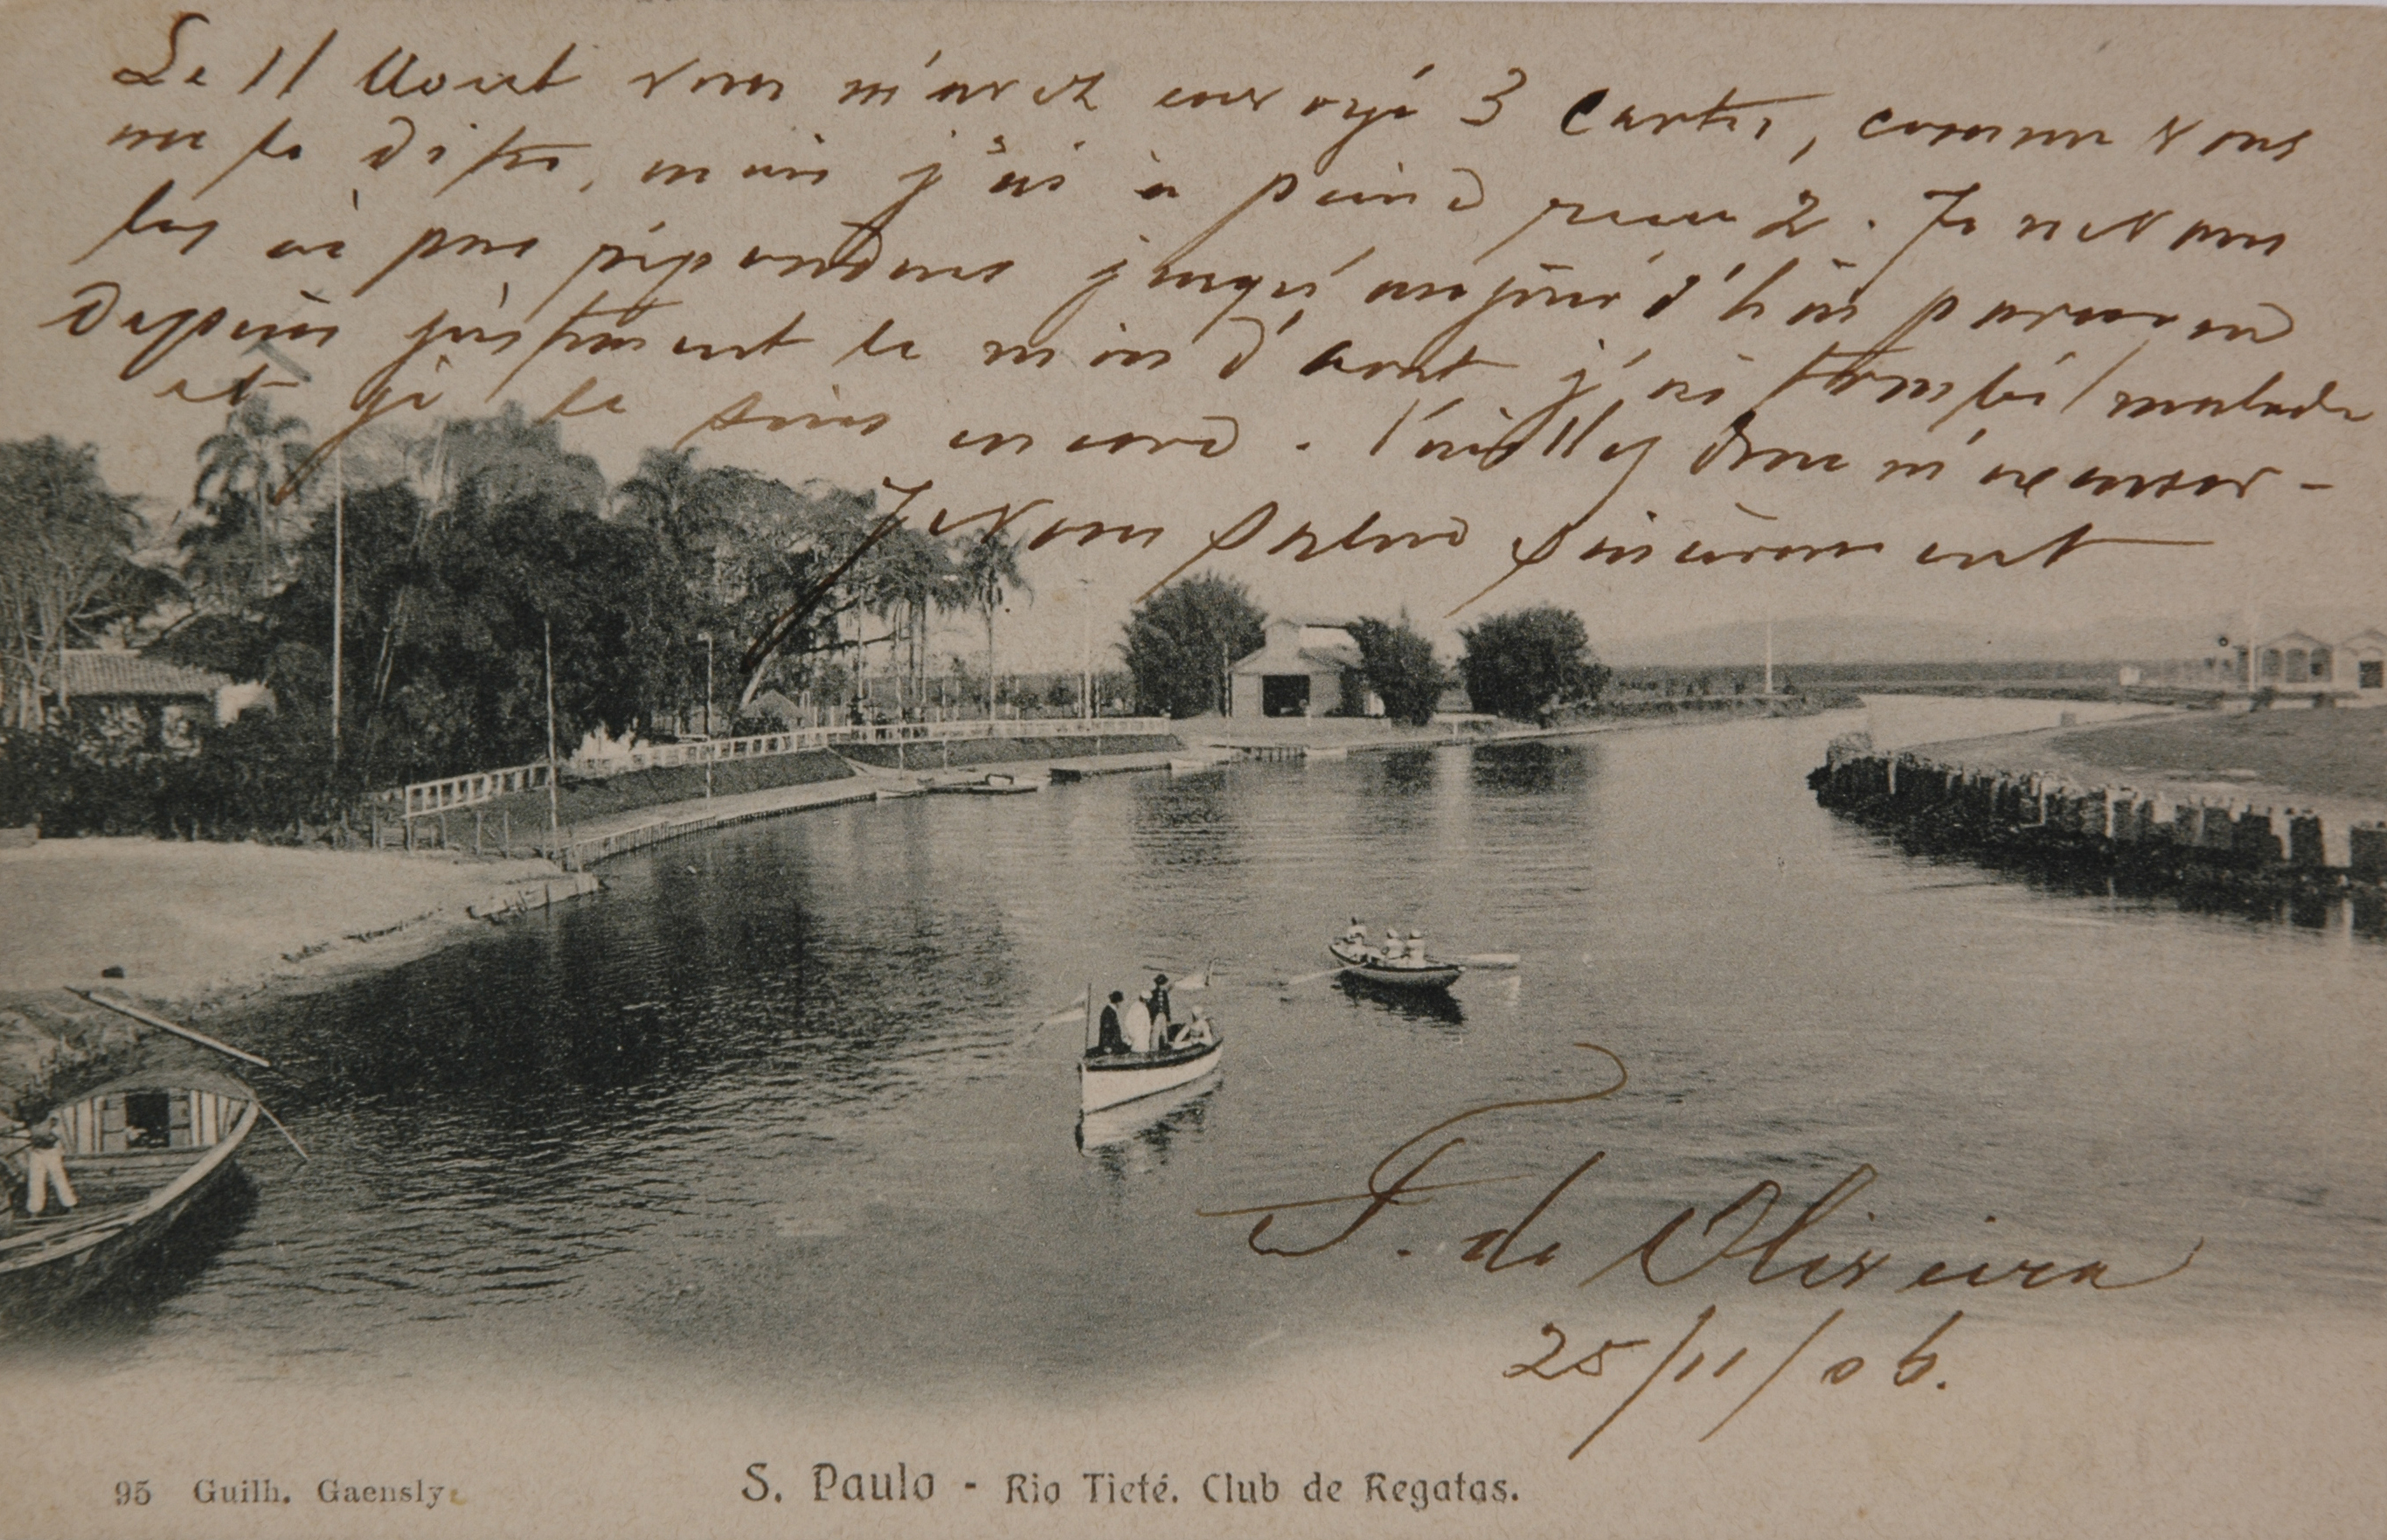 Le 11 Aout vous m'avez envoyé 3 cartes, comme vous
me le dites, mais j'ai à peine reçu 2. Je ne vous
les ai pas répondues jusqu'aujour d'hui parce que
depuis justement le mois d'aout j'ai tombé malade
et je le suis encore. Veuillez donc m'excuser -
Je vous salue sincèrement
F. de Oliveira
25/11/06.
95 Guilh. Gaensly
S. Paulo - Rio Tieté. Club de Regatas.